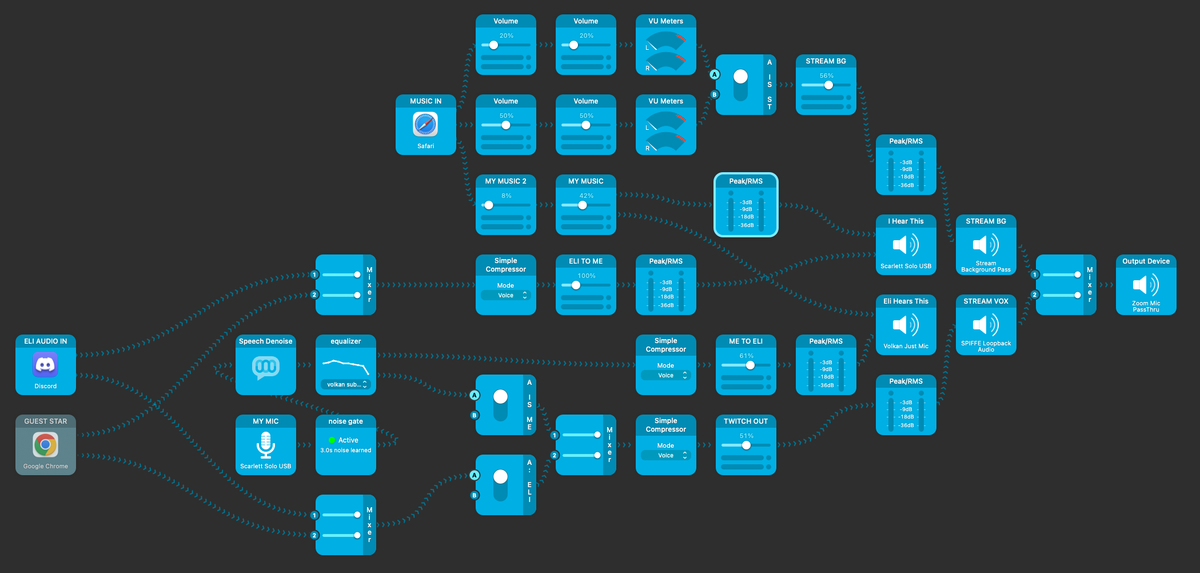 Volume
20%
Volume
20%
VU Meters
L
R
A
B
A IS ST
STREAM BG
56%
MUSIC IN
Safari
Volume
50%
Volume
50%
VU Meters
L
R
Peak/RMS
-3dB
-9dB
-18dB
-36dB
MY MUSIC 2
8%
MY MUSIC
42%
Peak/RMS
-3dB
-9dB
-18dB
-36dB
I Hear This
Scarlett Solo USB
STREAM BG
Stream
Background Pass
1
2
Mixer
Simple
Compressor
Mode
Voice
ELI TO ME
100%
Peak/RMS
-3dB
-9dB
-18dB
-36dB
1
2
Mixer
Output Device
Zoom Mic
PassThru
Eli Hears This
Volkan Just Mic
STREAM VOX
SPIFFE Loopback
Audio
ELI AUDIO IN
Discord
Speech Denoise
equalizer
volkan sub...
Simple
Compressor
Mode
Voice
ME TO ELI
61%
Peak/RMS
-3dB
-9dB
-18dB
-36dB
A
B
A IS ME
Peak/RMS
-3dB
-9dB
-18dB
-36dB
GUEST STAR
Google Chrome
MY MIC
Scarlett Solo USB
noise gate
Active
3.0s noise learned
1
2
Mixer
Simple
Compressor
Mode
Voice
TWITCH OUT
51%
A
B
A: ELI
1
2
Mixer